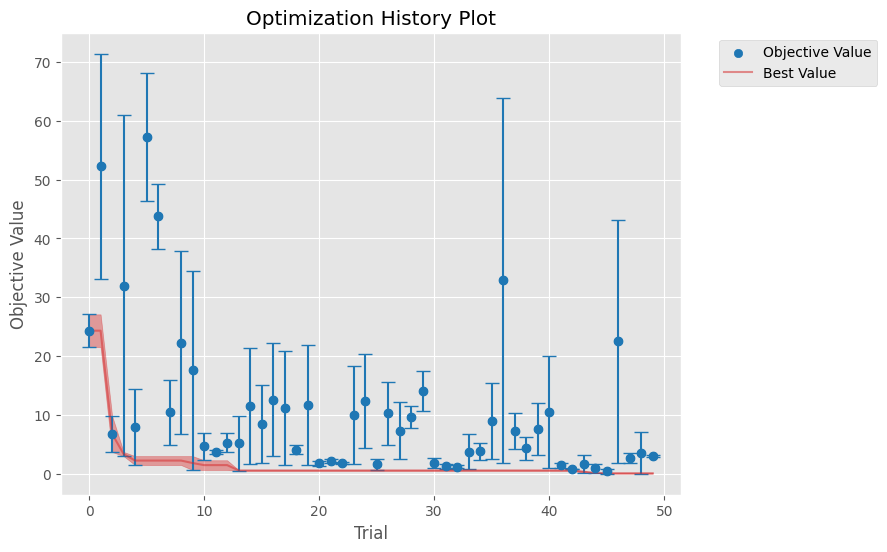 Optimization History Plot
Objective Value
Best Value
Objective Value
70
60
50
40
30
20
10
0
0 10 20 30 40 50
Trial